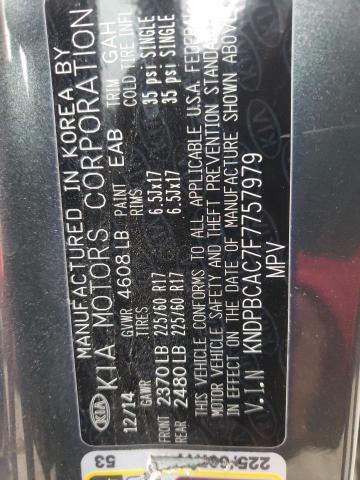 MANUFACTURED IN KOREA BY
KIA KIA MOTORS CORPORATION
12/14 GVWR 4608 LB PAINT EAB TRIM GAH
GAWR TIRES RIMS COLD TIRE INFL
FRONT 2370 LB 225/60 R17 6.5Jx17 35 psi SINGLE
REAR 2480 LB 225/60 R17 6.5Jx17 35 psi SINGLE
THIS VEHICLE CONFORMS TO ALL APPLICABLE U.S.A. FEDERAL
MOTOR VEHICLE SAFETY AND THEFT PREVENTION STANDARDS
IN EFFECT ON THE DATE OF MANUFACTURE SHOWN ABOVE.
V.I.N KNDPBCAC7F7757979
MPV
53